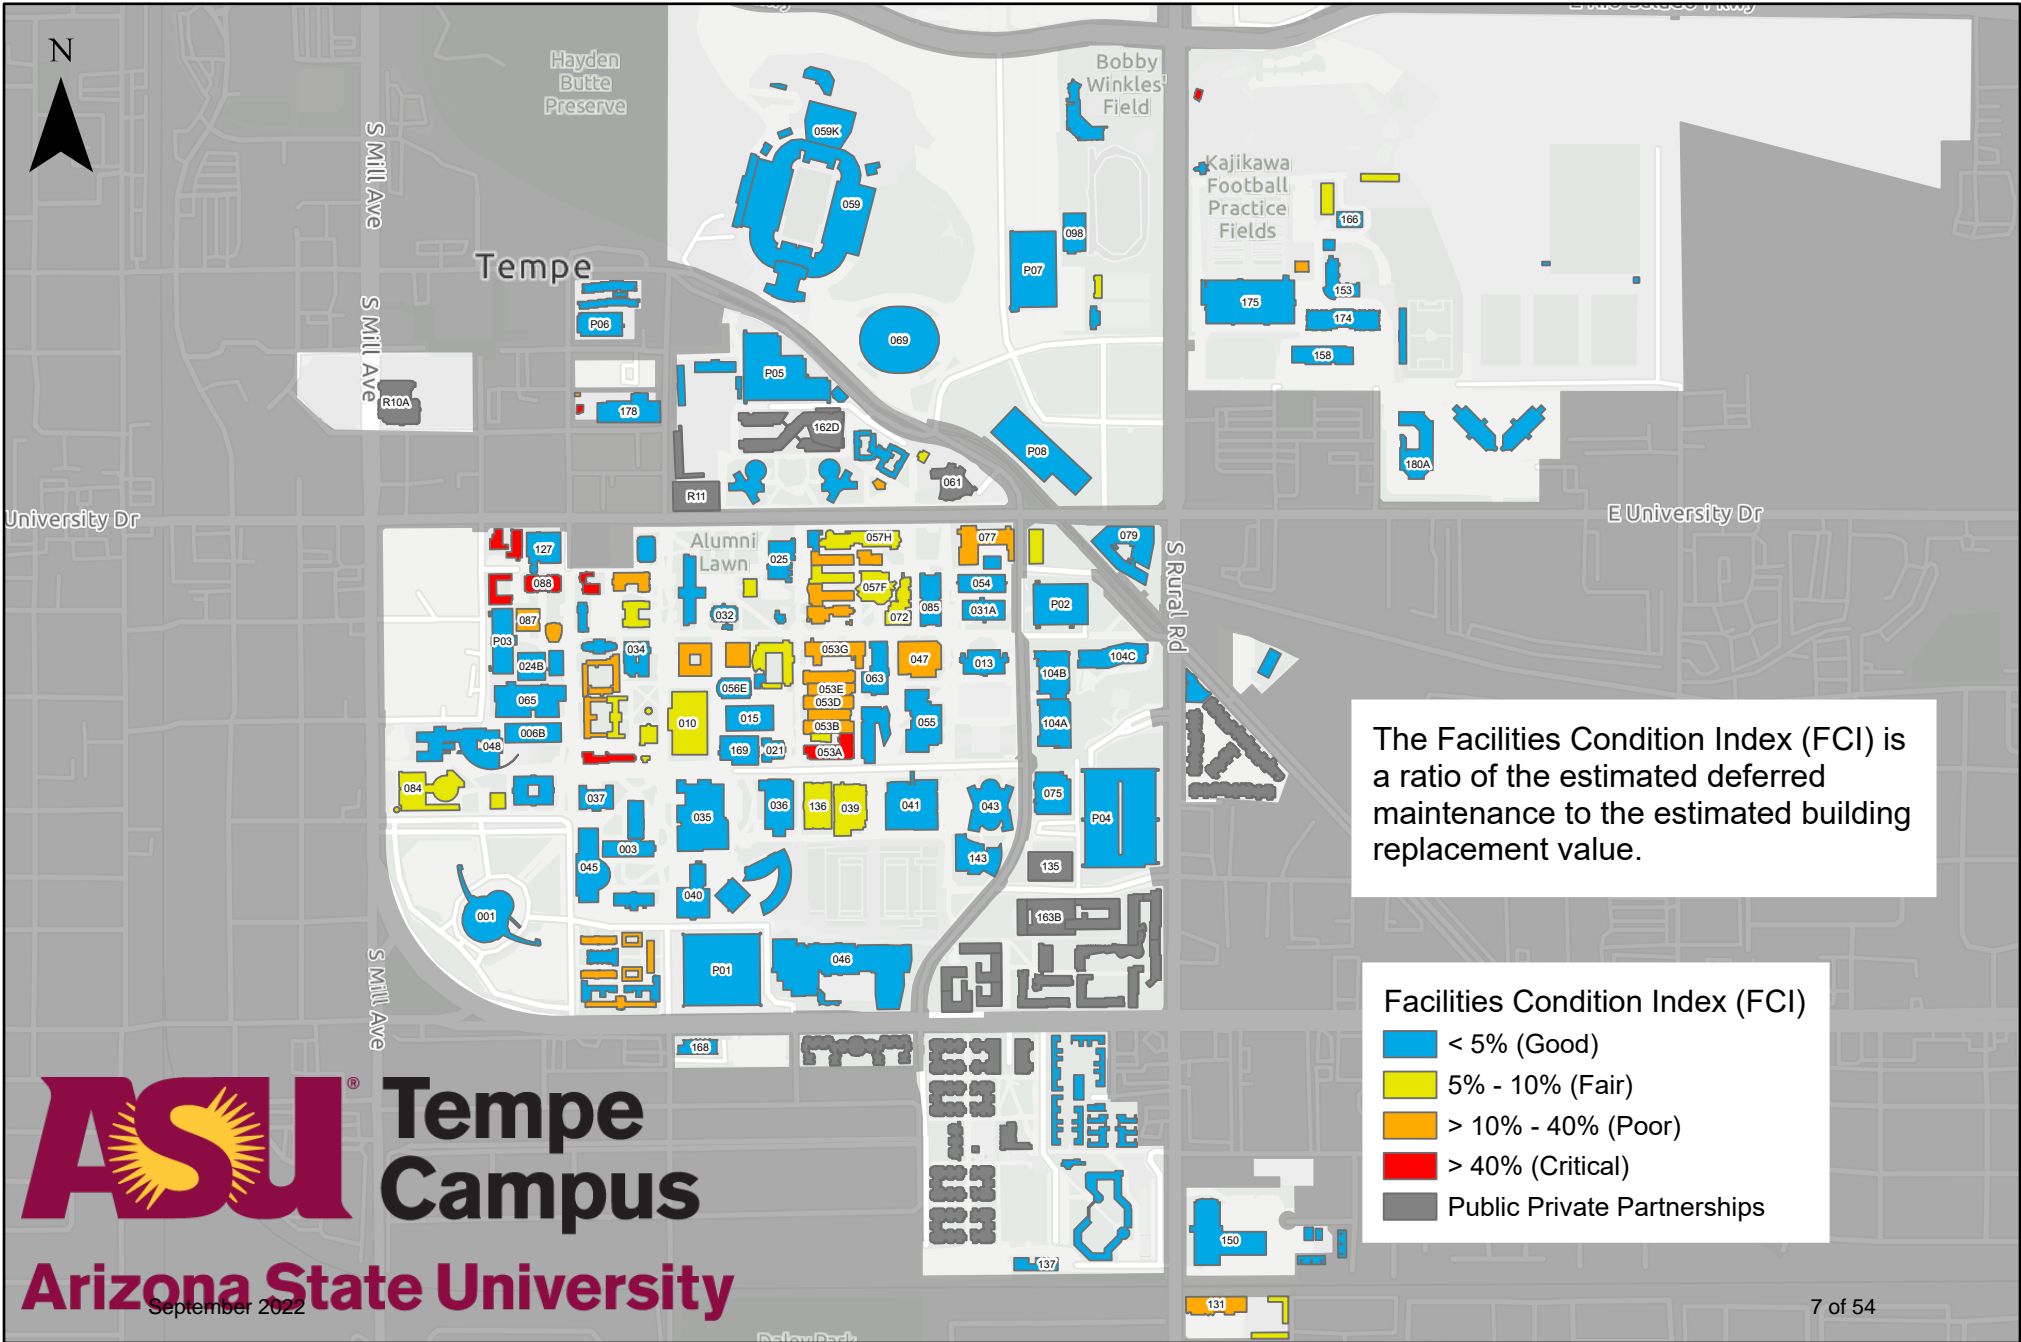 E Rio Salado Pkwy
N
Hayden
Butte
Preserve
Bobby
Winkles'
Field
S Mill Ave
059K
Kajikawa
Football
Practice
Fields
059
166
098
Tempe
P07
153
175
174
S Mill Ave
P06
069
158
P05
R10A
178
162D
P08
180A
061
R11
University Dr
E University Dr
Alumni
Lawn
127
025
057H
077
079
S Rural Rd
088
057F
054
085
031A
P02
032
072
087
P03
034
053G
047
013
104C
024B
104B
063
056E
053E
065
053D
010
015
055
104A
006B
053B
048
169
021
053A
The Facilities Condition Index (FCI) is
a ratio of the estimated deferred
maintenance to the estimated building
replacement value.
084
037
036
136
039
041
043
075
035
P04
003
143
045
135
040
001
163B
S Mill Ave
P01
046
168
Facilities Condition Index (FCI)
< 5% (Good)
5% - 10% (Fair)
> 10% - 40% (Poor)
> 40% (Critical)
Public Private Partnerships
ASU®
Tempe
Campus
Arizona State University
150
137
131
September 2022
7 of 54
Daley Park